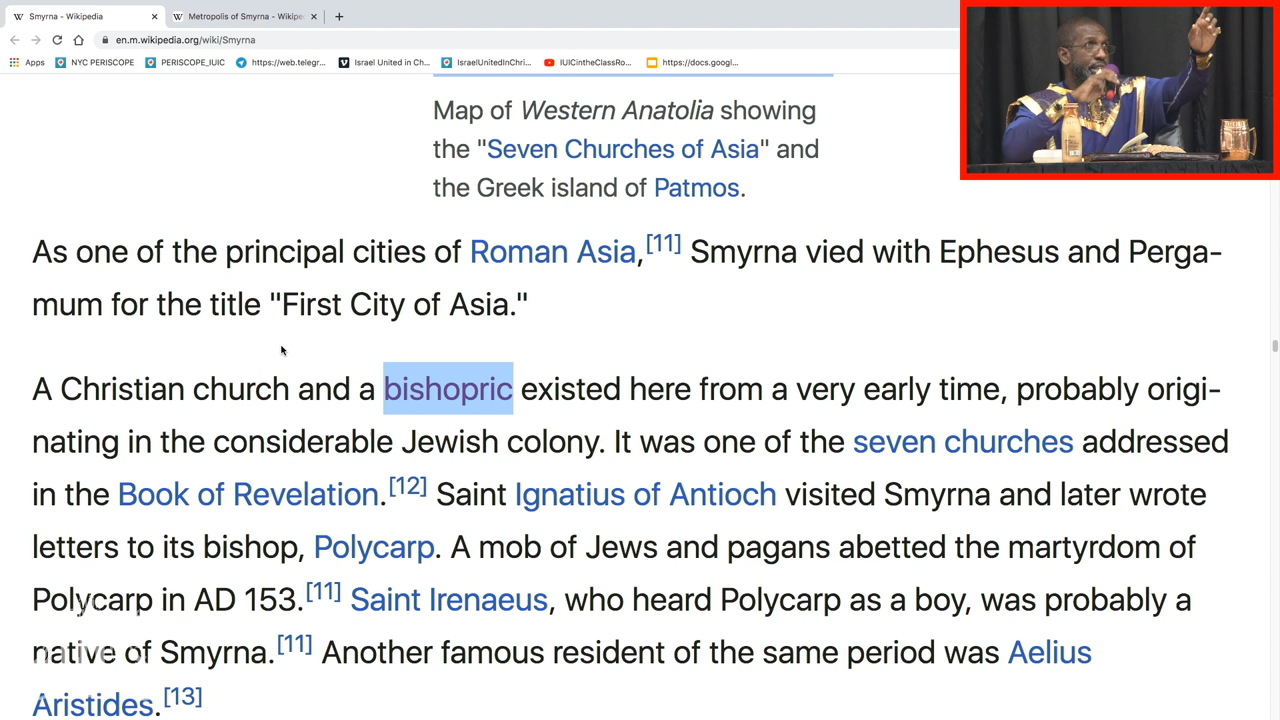 Smyrna - Wikipedia
Metropolis of Smyrna - Wikipe
en.m.wikipedia.org/wiki/Smyrna
Apps NYC PERISCOPE PERISCOPE_IUIC https://web.telegr... Israel United in Ch... IsraelUnitedInChri... IUICintheClassRo... https://docs.googl...
Map of Western Anatolia showing
the "Seven Churches of Asia" and
the Greek island of Patmos.
As one of the principal cities of Roman Asia,[11] Smyrna vied with Ephesus and Perga-
mum for the title "First City of Asia."
A Christian church and a bishopric existed here from a very early time, probably origi-
nating in the considerable Jewish colony. It was one of the seven churches addressed
in the Book of Revelation.[12] Saint Ignatius of Antioch visited Smyrna and later wrote
letters to its bishop, Polycarp. A mob of Jews and pagans abetted the martyrdom of
Polycarp in AD 153.[11] Saint Irenaeus, who heard Polycarp as a boy, was probably a
native of Smyrna.[11] Another famous resident of the same period was Aelius
Aristides.[13]